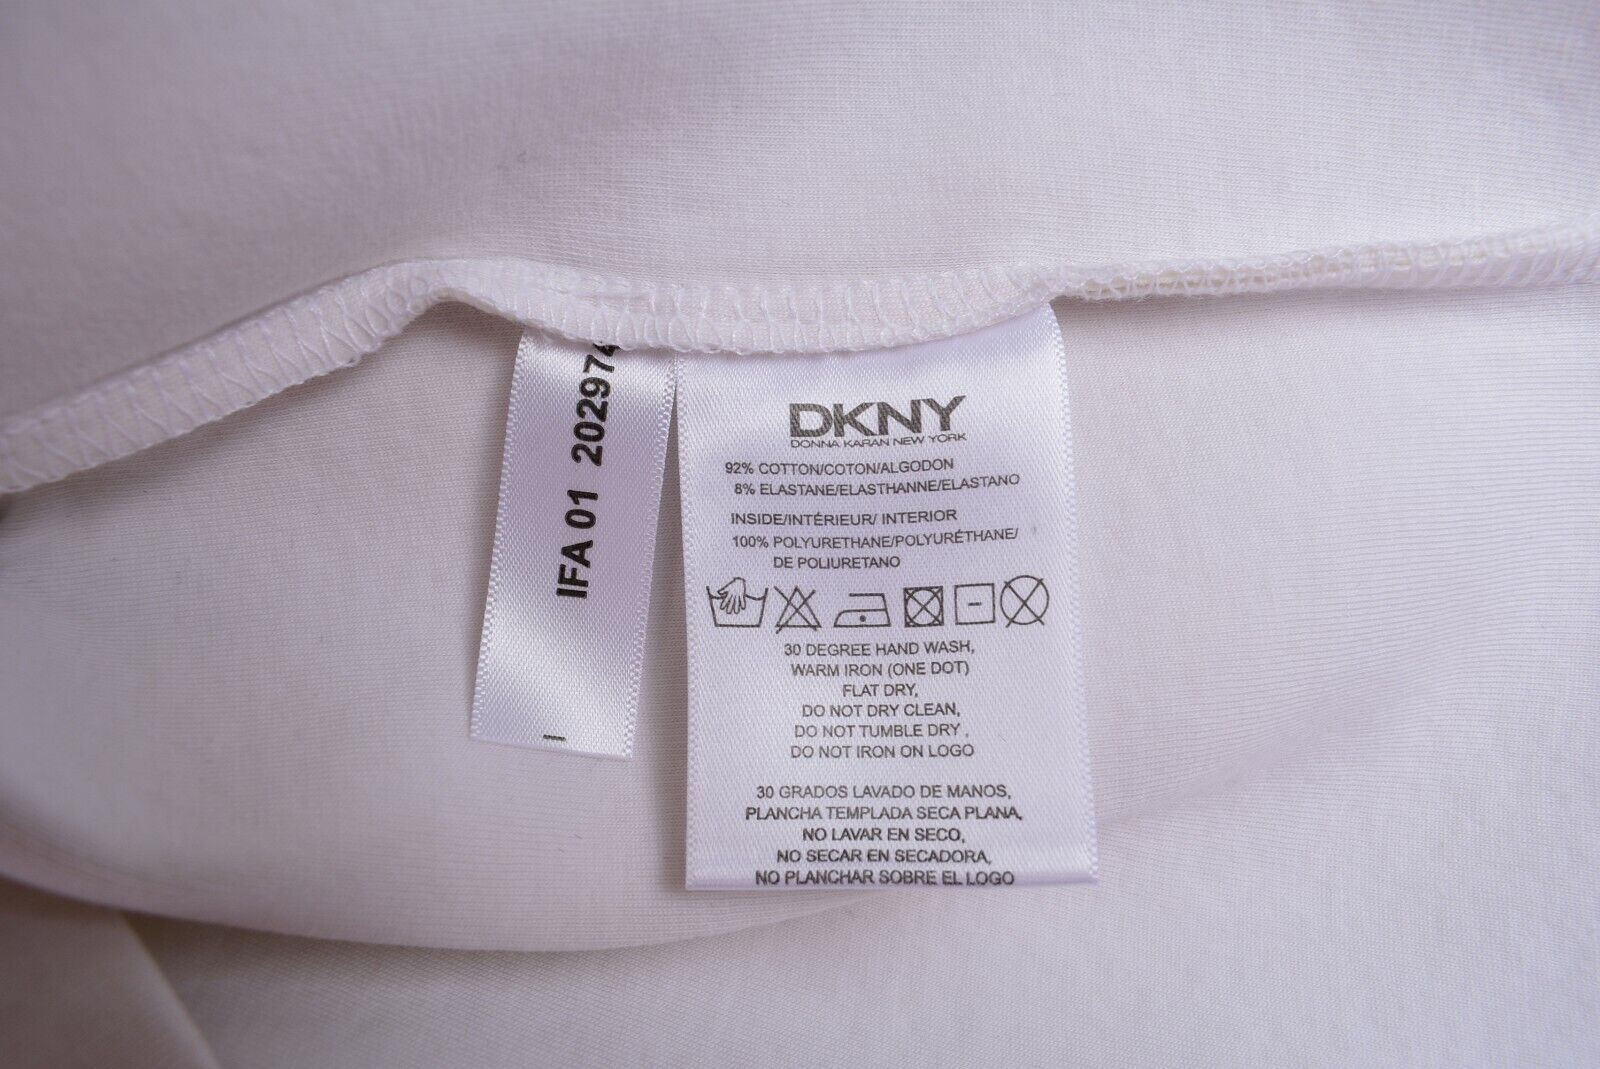 IFA 01 202974
DKNY
DONNA KARAN NEW YORK
92% COTTON/COTON/ALGODON
8% ELASTANE/ELASTHANNE/ELASTANO
INSIDE/INTÉRIEUR/ INTERIOR
100% POLYURETHANE/POLYURÉTHANE/
DE POLIURETANO
30 DEGREE HAND WASH,
WARM IRON (ONE DOT)
FLAT DRY,
DO NOT DRY CLEAN,
DO NOT TUMBLE DRY ,
DO NOT IRON ON LOGO
30 GRADOS LAVADO DE MANOS,
PLANCHA TEMPLADA SECA PLANA,
NO LAVAR EN SECO,
NO SECAR EN SECADORA,
NO PLANCHAR SOBRE EL LOGO